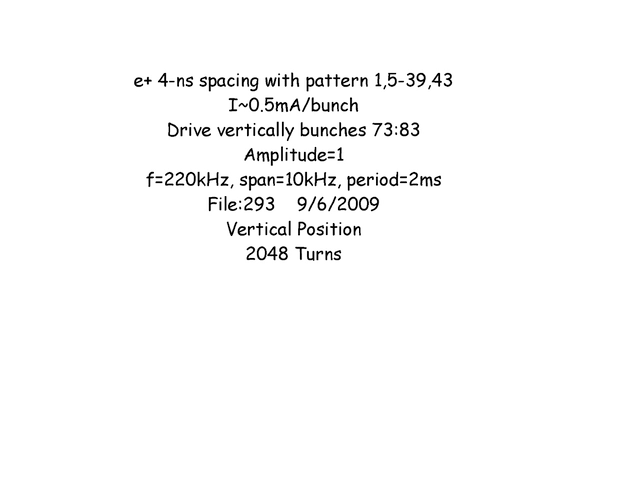 e+ 4-ns spacing with pattern 1,5-39,43
I~0.5mA/bunch
Drive vertically bunches 73:83
Amplitude=1
f=220kHz, span=10kHz, period=2ms
File:293    9/6/2009
Vertical Position
2048 Turns